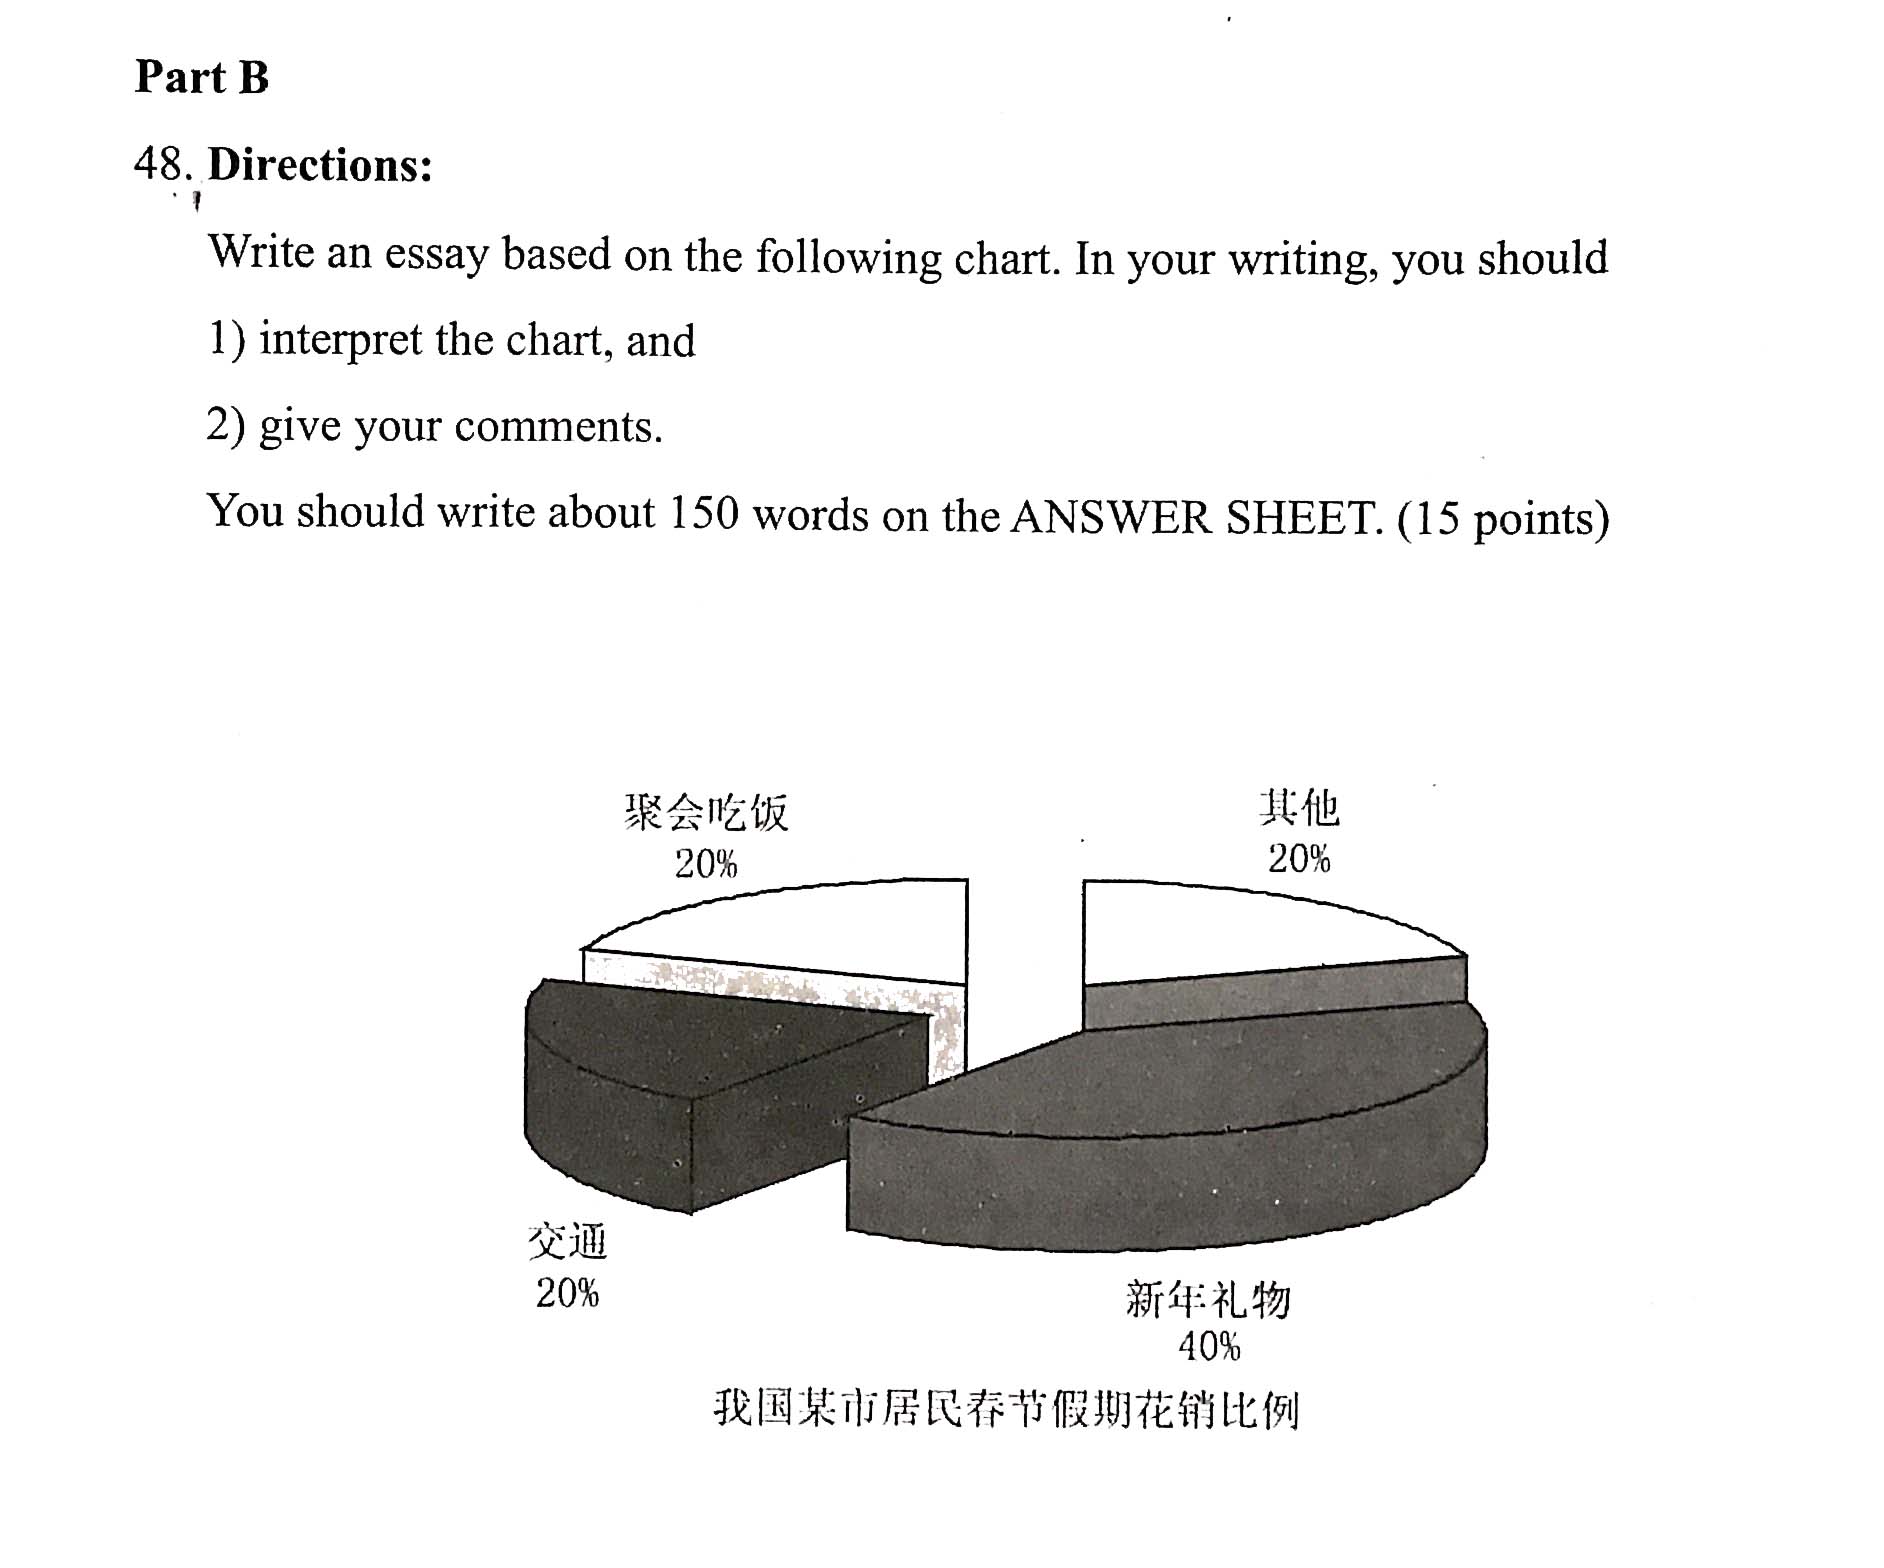 Part B
48. Directions:
Write an essay based on the following chart. In your writing, you should
1) interpret the chart, and
2) give your comments.
You should write about 150 words on the ANSWER SHEET. (15 points)
聚会吃饭
20%
其他
20%
交通
20%
新年礼物
40%
我国某市居民春节假期花销比例